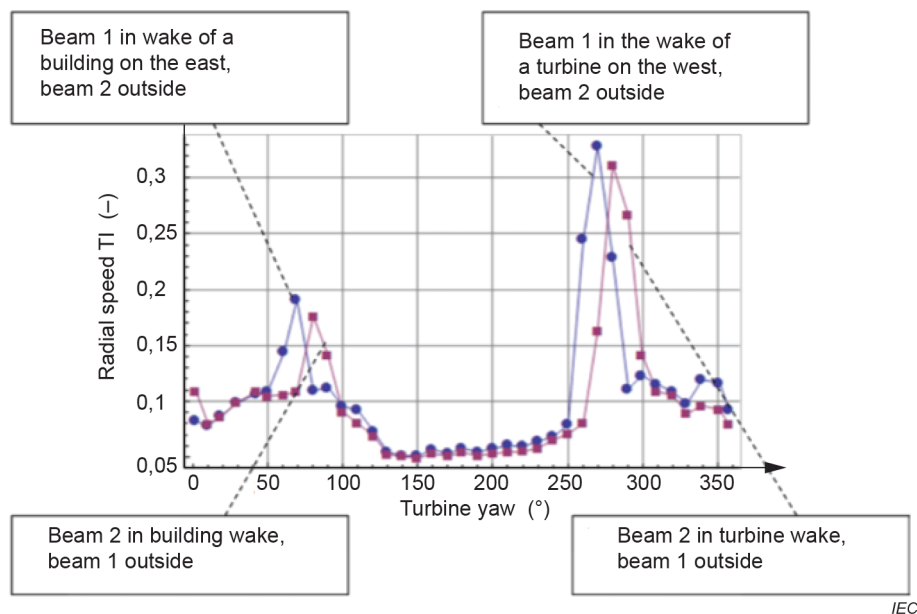 Beam 1 in wake of a
building on the east,
beam 2 outside
Beam 1 in the wake of
a turbine on the west,
beam 2 outside
Radial speed TI (–)
0,3
0,25
0,2
0,15
0,1
0,05
0 50 100 150 200 250 300 350
Turbine yaw (°)
Beam 2 in building wake,
beam 1 outside
Beam 2 in turbine wake,
beam 1 outside
IEC